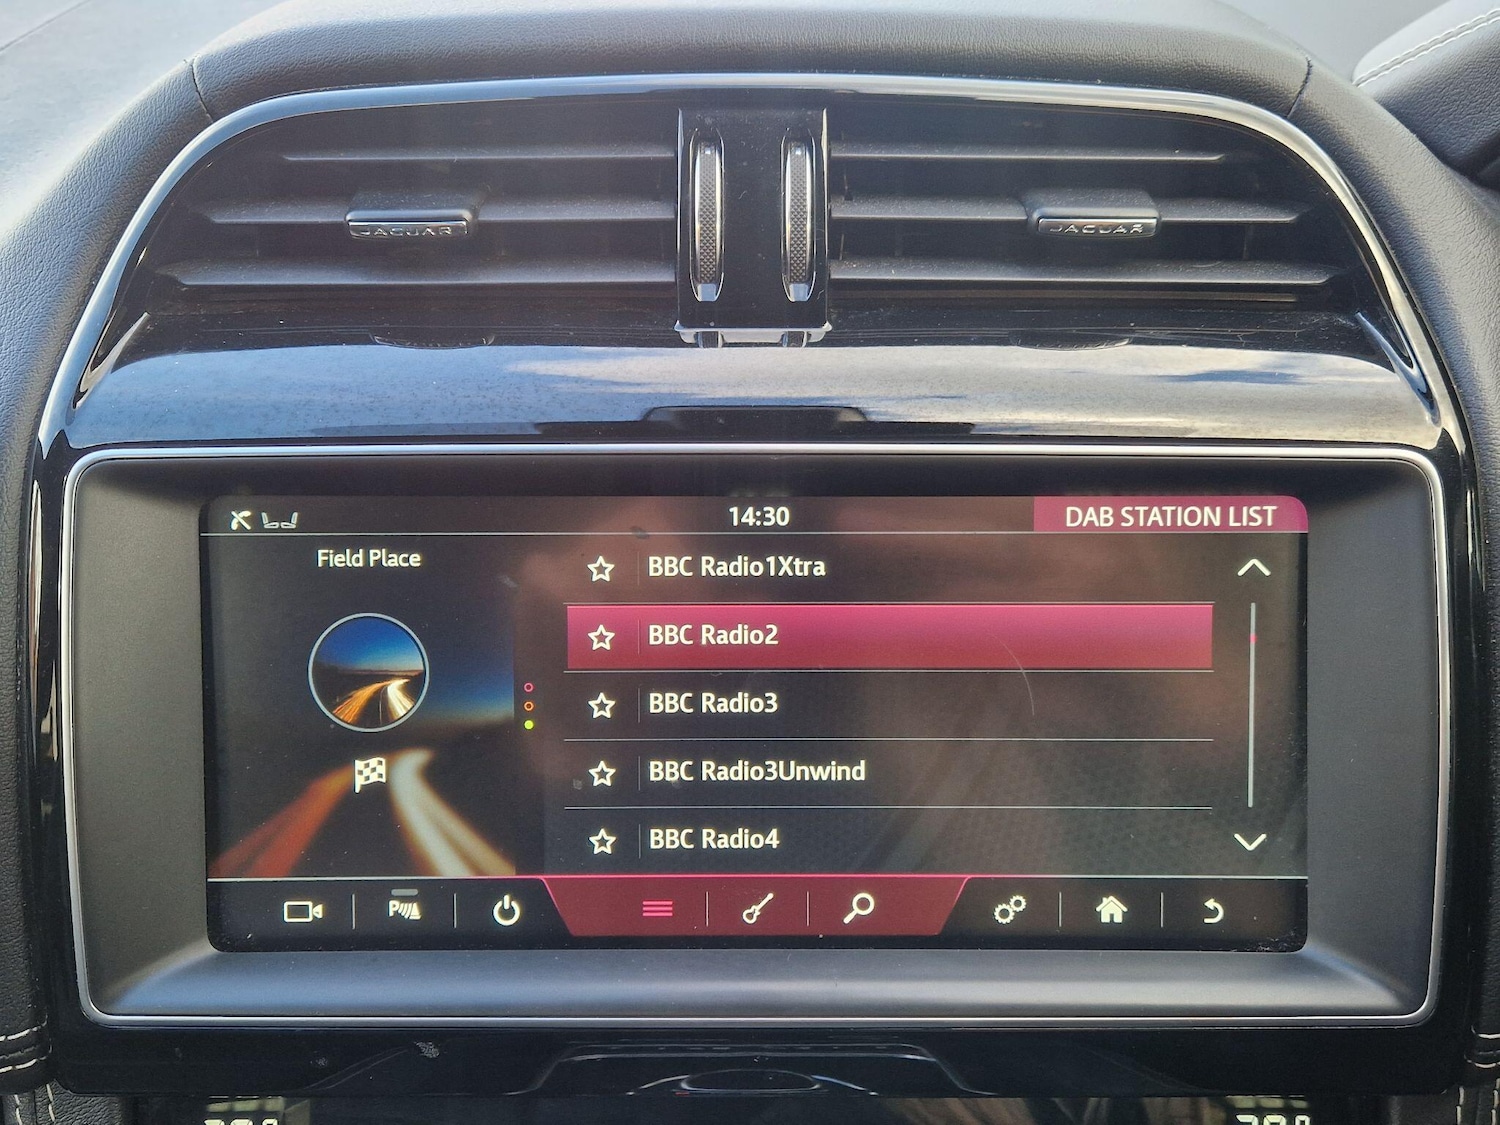 JAGUAR
JAGUAR
14:30
DAB STATION LIST
Field Place
BBC Radio1Xtra
BBC Radio2
BBC Radio3
BBC Radio3Unwind
BBC Radio4
P